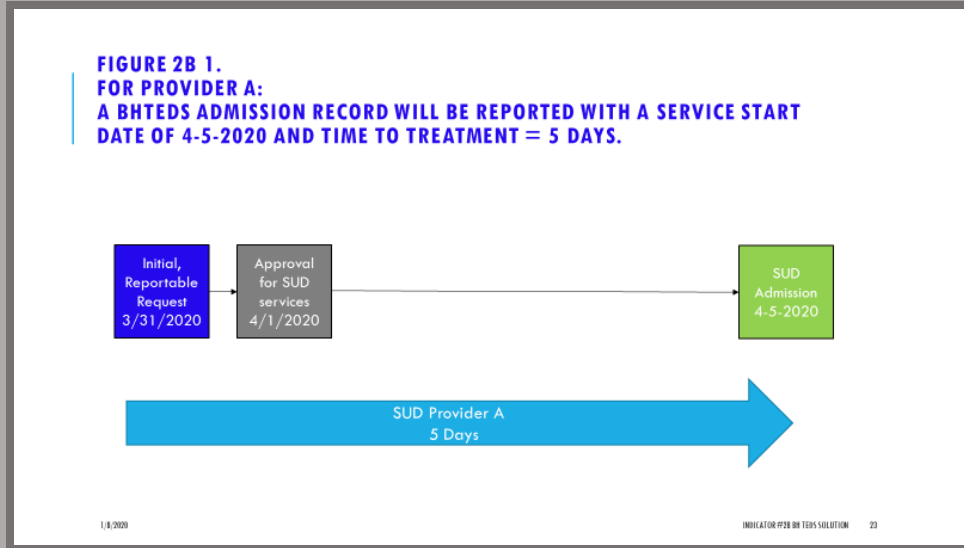 FIGURE 2B 1.
FOR PROVIDER A:
A BHTEDS ADMISSION RECORD WILL BE REPORTED WITH A SERVICE START
DATE OF 4-5-2020 AND TIME TO TREATMENT = 5 DAYS.
Initial,
Reportable
Request
3/31/2020
Approval
for SUD
services
4/1/2020
SUD
Admission
4-5-2020
SUD Provider A
5 Days
1/8/2020
INDICATOR #2B BH TEDS SOLUTION
23